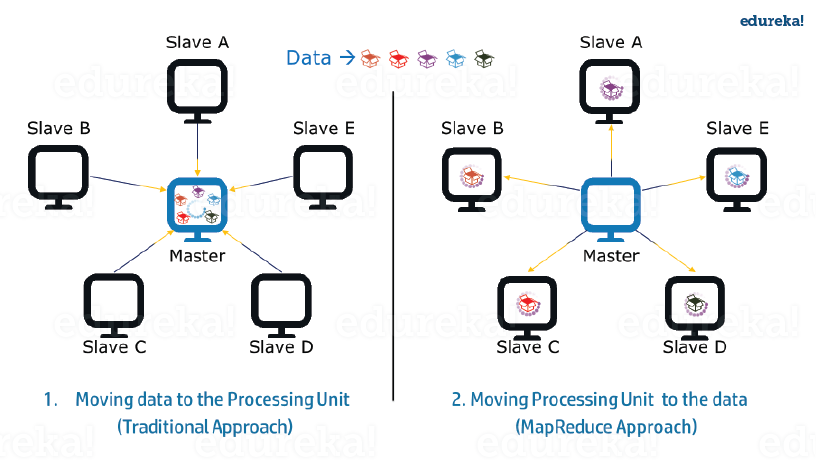 edureka!
Data →
Slave A
Slave B
Slave E
Master
Slave C
Slave D
1. Moving data to the Processing Unit
(Traditional Approach)
Slave A
Slave B
Slave E
Master
Slave C
Slave D
2. Moving Processing Unit to the data
(MapReduce Approach)